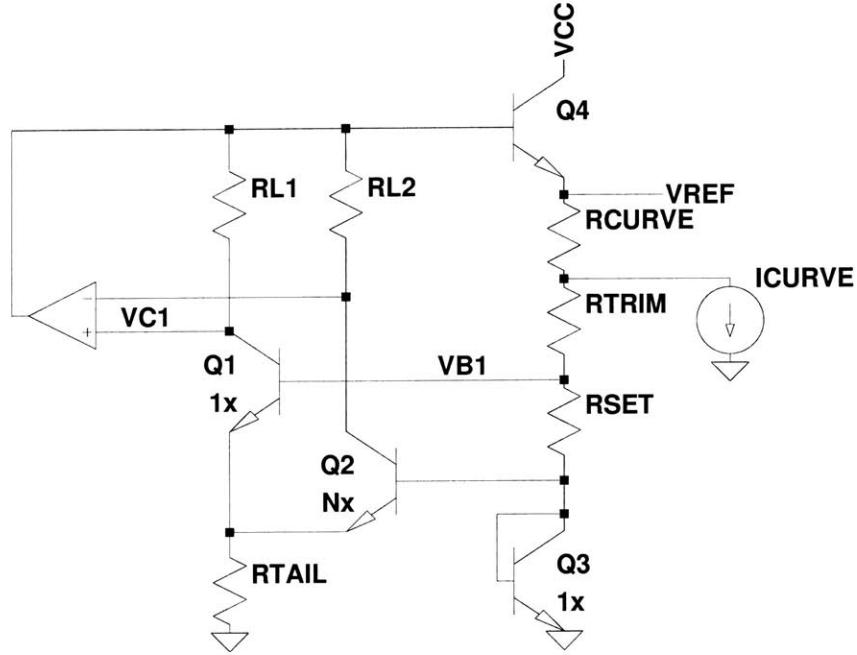 VCC
Q4
RL1
RL2
VREF
RCURVE
ICURVE
-
VC1
+
RTRIM
Q1
1x
VB1
RSET
Q2
Nx
RTAIL
Q3
1x